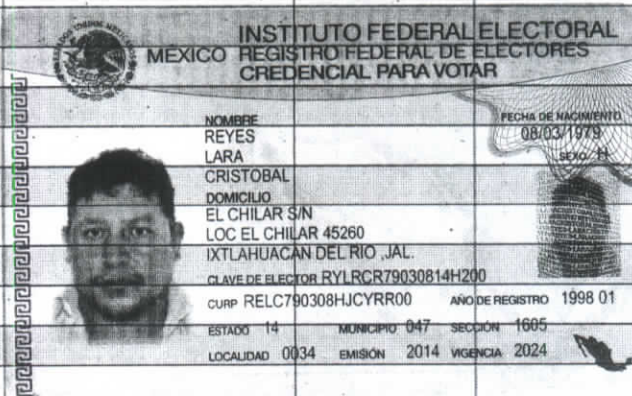 INSTITUTO FEDERAL ELECTORAL
MÉXICO REGISTRO FEDERAL DE ELECTORES
CREDENCIAL PARA VOTAR
NOMBRE
REYES
LARA
CRISTOBAL
FECHA DE NACIMIENTO
08/03/1979
SEXO H
DOMICILIO
EL CHILAR S/N
LOC EL CHILAR 45260
IXTLAHUACAN DEL RIO ,JAL.
CLAVE DE ELECTOR RYLRCR79030814H200
CURP RELC790308HJCYRR00 AÑO DE REGISTRO 1998 01
ESTADO 14 MUNICIPIO 047 SECCIÓN 1605
LOCALIDAD 0034 EMISIÓN 2014 VIGENCIA 2024